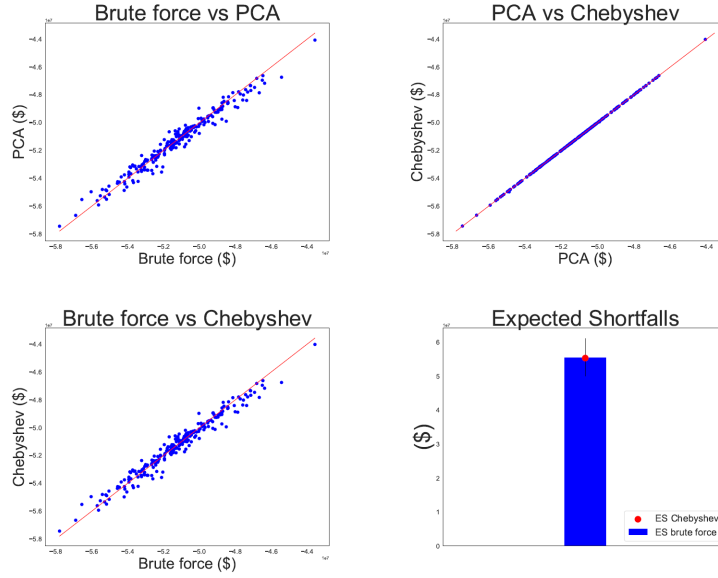 Brute force vs PCA
1e7
−4.4
−4.6
−4.8
−5.0
−5.2
−5.4
−5.6
−5.8
PCA ($)
−5.8
−5.6
−5.4
−5.2
−5.0
−4.8
−4.6
−4.4
1e7
Brute force ($)
PCA vs Chebyshev
1e7
−4.4
−4.6
−4.8
−5.0
−5.2
−5.4
−5.6
−5.8
Chebyshev ($)
−5.8
−5.6
−5.4
−5.2
−5.0
−4.8
−4.6
−4.4
1e7
PCA ($)
Brute force vs Chebyshev
1e7
−4.4
−4.6
−4.8
−5.0
−5.2
−5.4
−5.6
−5.8
Chebyshev ($)
−5.8
−5.6
−5.4
−5.2
−5.0
−4.8
−4.6
−4.4
1e7
Brute force ($)
Expected Shortfalls
1e7
6
5
4
3
2
1
0
($)
ES Chebyshev
ES brute force